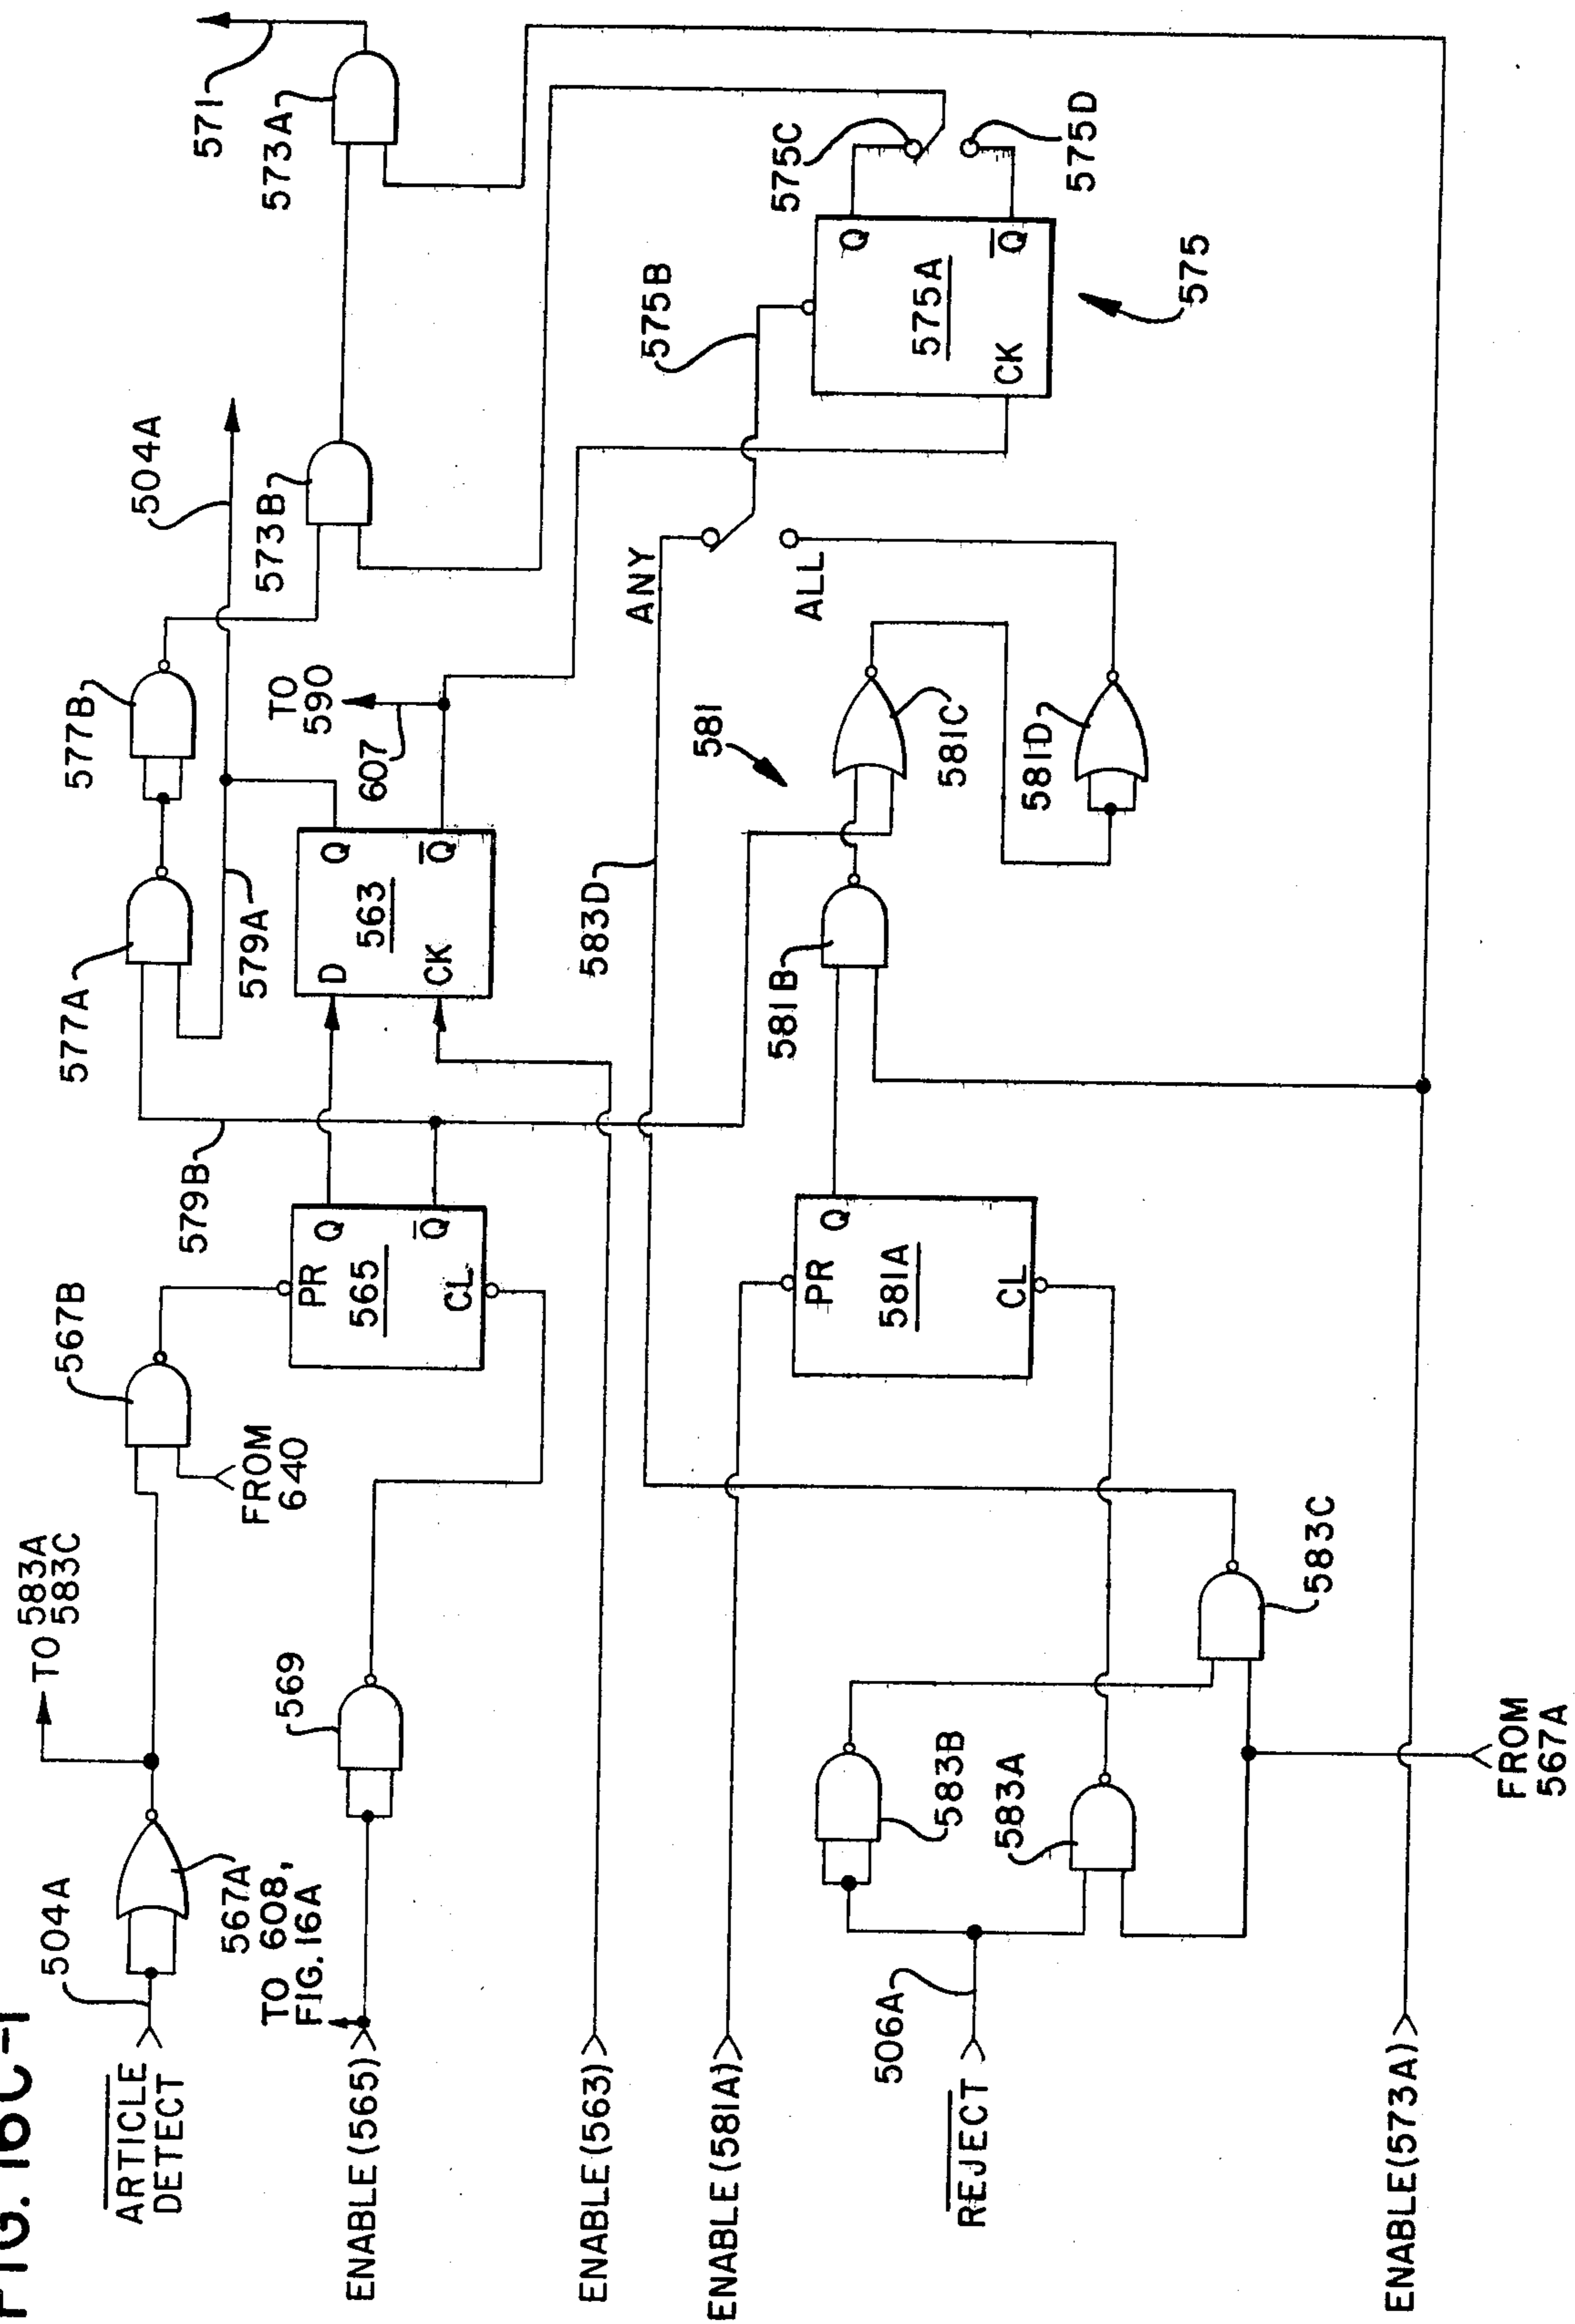 FIG. 16C-1
ARTICLE
DETECT
504A
567A
TO 583A
583C
567B
FROM
640
ENABLE (565)
TO 608,
FIG. 16A
569
PR
565
CL
Q
Q
579B
577A
577B
579A
D
563
CK
Q
Q
504A
TO
590
607
573B
573A
571
ENABLE (563)
ENABLE (581A)
PR
581A
CL
Q
583D
581B
581
581C
581D
ANY
ALL
575B
575A
CK
Q
Q
575C
575D
575
REJECT
506A
583B
583A
583C
FROM
567A
ENABLE (573A)